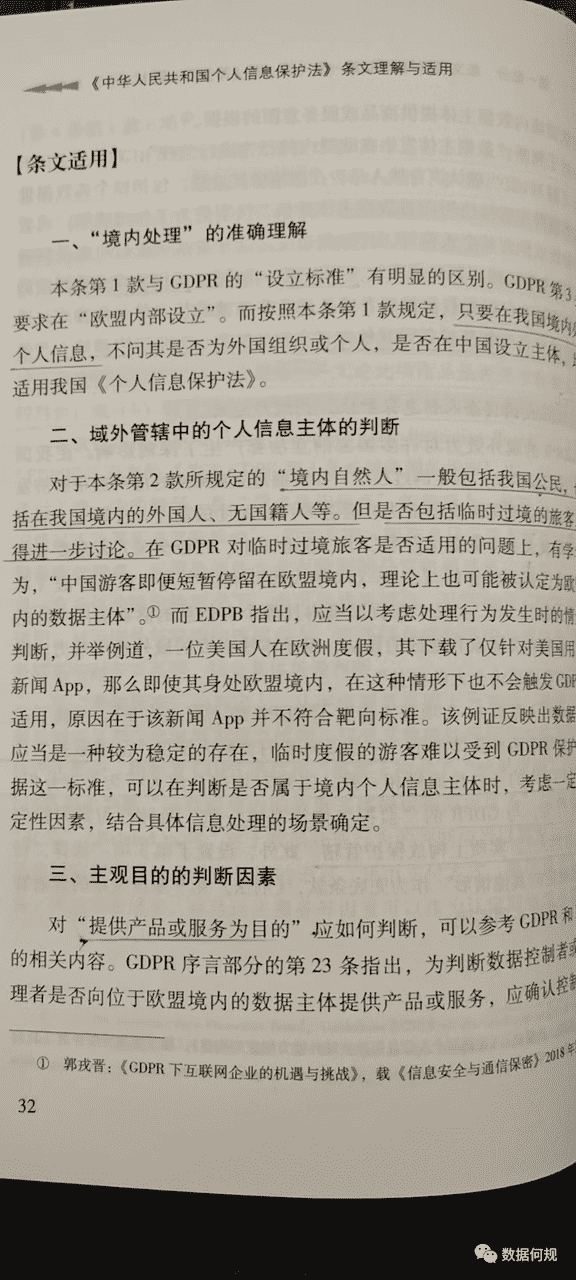 《中华人民共和国个人信息保护法》条文理解与适用
【条文适用】
一、“境内处理”的准确理解
本条第1款与GDPR的“设立标准”有明显的区别。GDPR第3
要求在“欧盟内部设立”。而按照本条第1款规定，只要在我国境内
个人信息，不问其是否为外国组织或个人，是否在中国设立主体，
适用我国《个人信息保护法》。
二、域外管辖中的个人信息主体的判断
对于本条第2款所规定的“境内自然人”一般包括我国公民，
括在我国境内的外国人、无国籍人等。但是否包括临时过境的旅客
得进一步讨论。在GDPR对临时过境旅客是否适用的问题上，有学
为，“中国游客即便短暂停留在欧盟境内，理论上也可能被认定为欧
内的数据主体”。①而EDPB指出，应当以考虑处理行为发生时的情
判断，并举例道，一位美国人在欧洲度假，其下载了仅针对美国用
新闻App，那么即使其身处欧盟境内，在这种情形下也不会触发GDP
适用，原因在于该新闻App并不符合靶向标准。该例证反映出数据
应当是一种较为稳定的存在，临时度假的游客难以受到GDPR保护
据这一标准，可以在判断是否属于境内个人信息主体时，考虑一定
定性因素，结合具体信息处理的场景确定。
三、主观目的的判断因素
对“提供产品或服务为目的”应如何判断，可以参考GDPR和
的相关内容。GDPR序言部分的第23条指出，为判断数据控制者或
理者是否向位于欧盟境内的数据主体提供产品或服务，应确认控制
① 郭戎晋：《GDPR下互联网企业的机遇与挑战》，载《信息安全与通信保密》2018年
32
数据何规